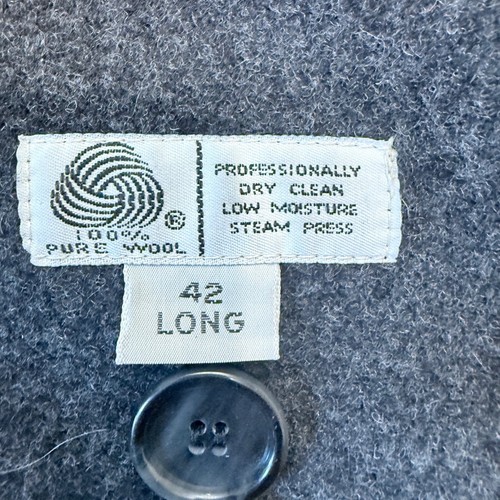 ®
100%
PURE WOOL
PROFESSIONALLY
DRY CLEAN
LOW MOISTURE
STEAM PRESS
42
LONG